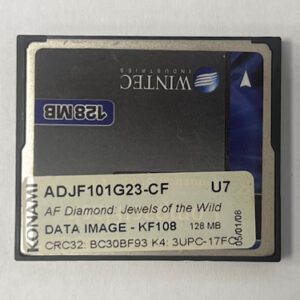 WINTEC
INDUSTRIES
128MB
KONAMI
ADJF101G23-CF U7
AF Diamond: Jewels of the Wild
DATA IMAGE - KF108 128 MB
CRC32: BC30BF93 K4: 3UPC-17FC
05/01/08